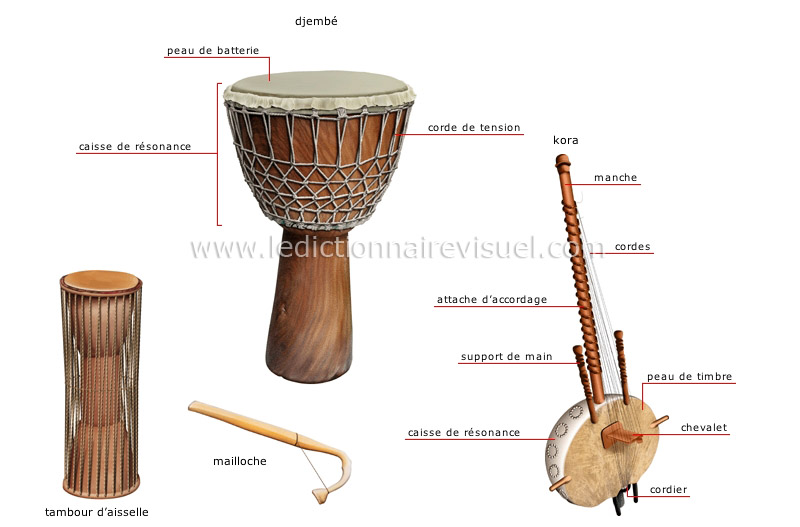 djembé
peau de batterie
corde de tension
caisse de résonance
kora
manche
www.ledictionnairevisuel.com
cordes
attache d'accordage
support de main
peau de timbre
chevalet
caisse de résonance
mailloche
cordier
tambour d'aisselle